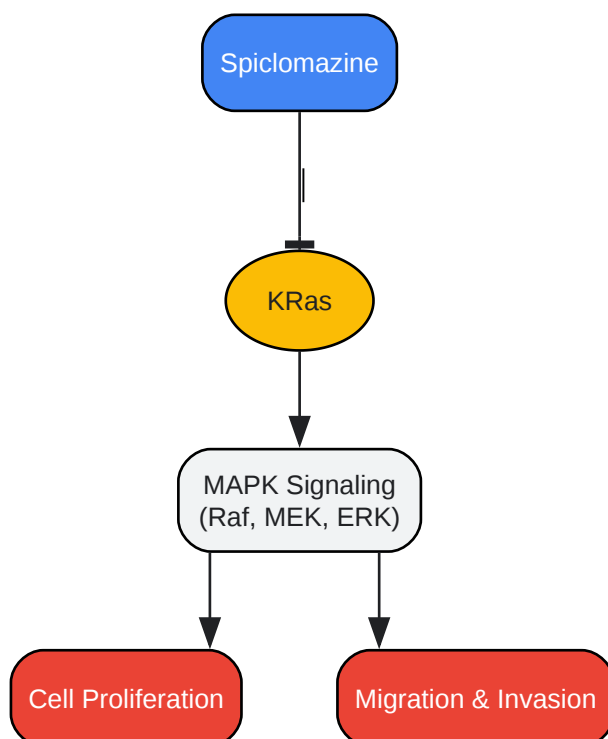 Spiclomazine
|
KRas
MAPK Signaling
(Raf, MEK, ERK)
Cell Proliferation
Migration & Invasion